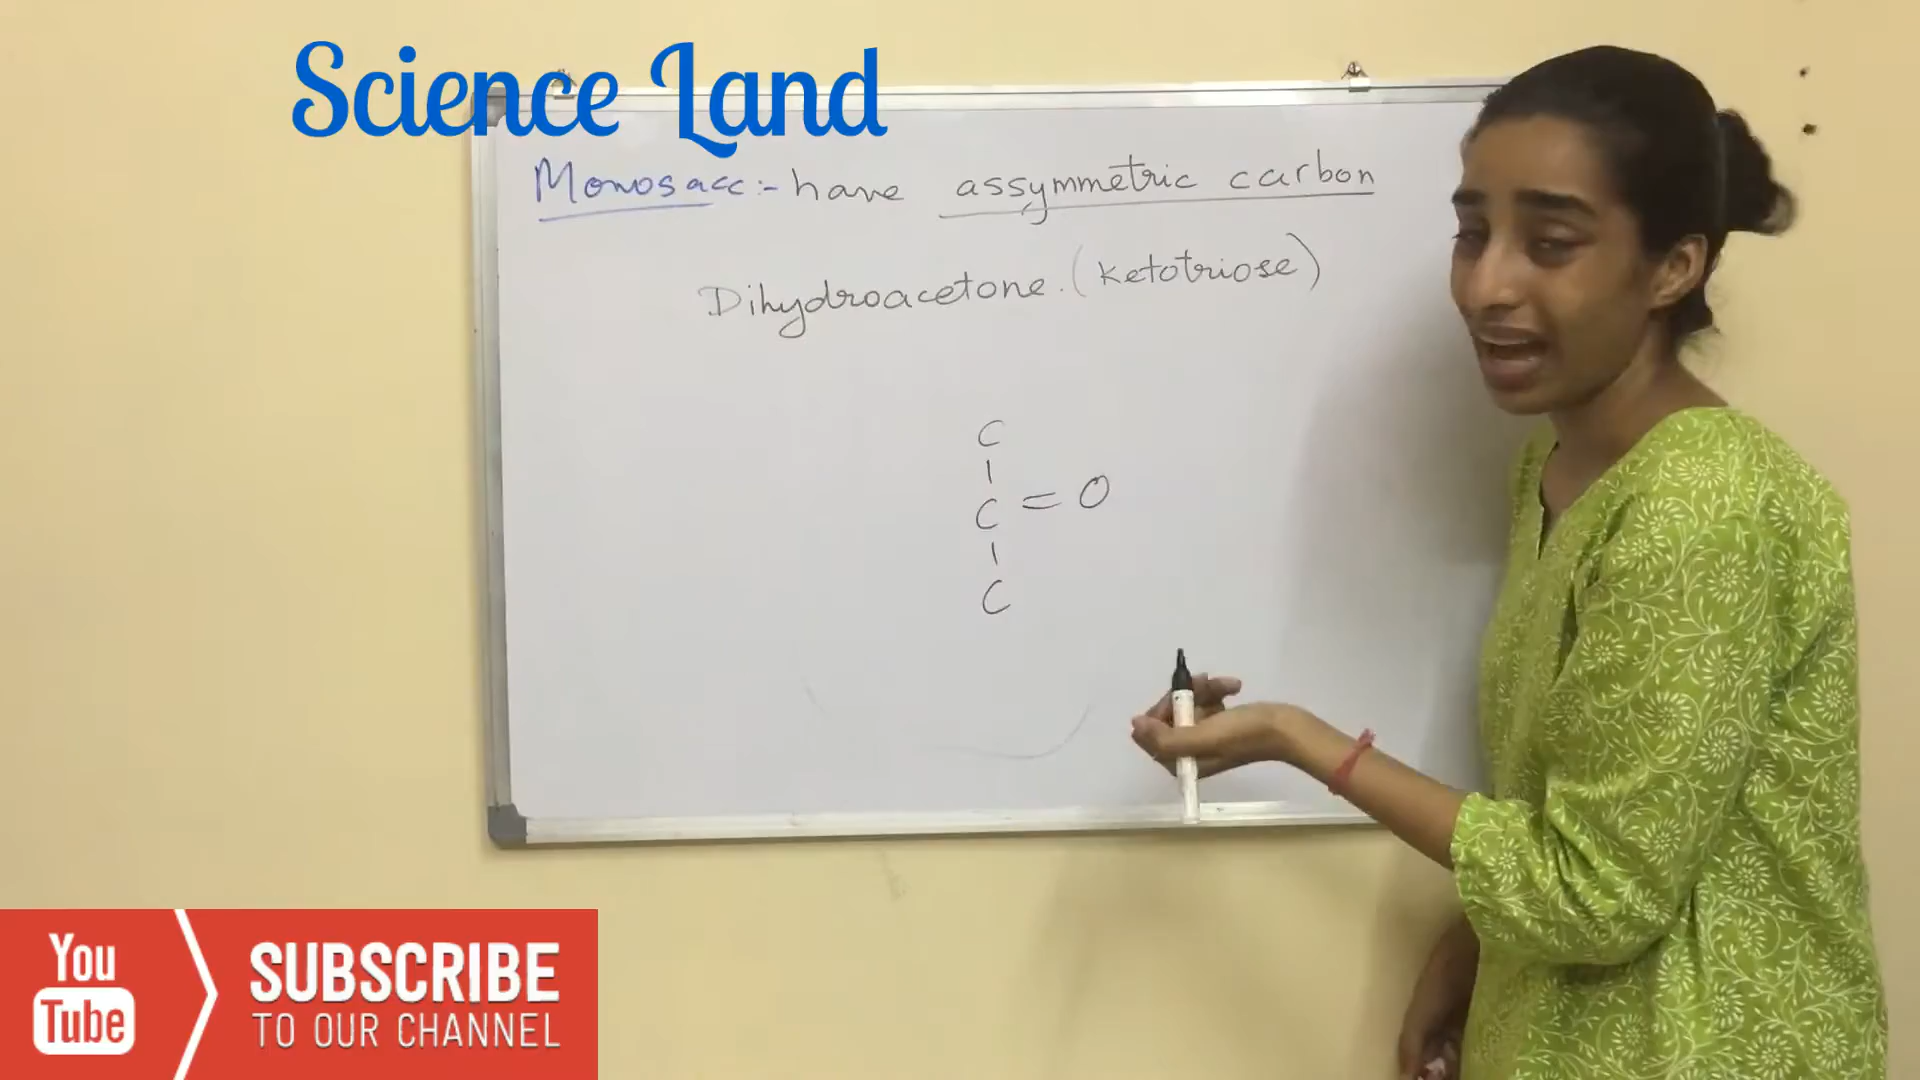 Science Land
Monosacc:- have assymmetric carbon
Dihydroacetone. (ketotriose)
C
C = O
C
You Tube
SUBSCRIBE
TO OUR CHANNEL